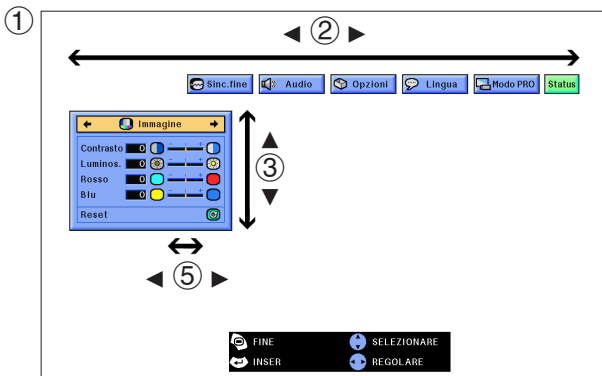 ①
◄ ② ►
Sinc.fine Audio Opzioni Lingua Modo PRO Status
Immagine
Contrasto 0
Luminos. 0
Rosso 0
Blu 0
Reset
▲
③
▼
◄ ⑤ ►
FINE SELEZIONARE
INSER REGOLARE